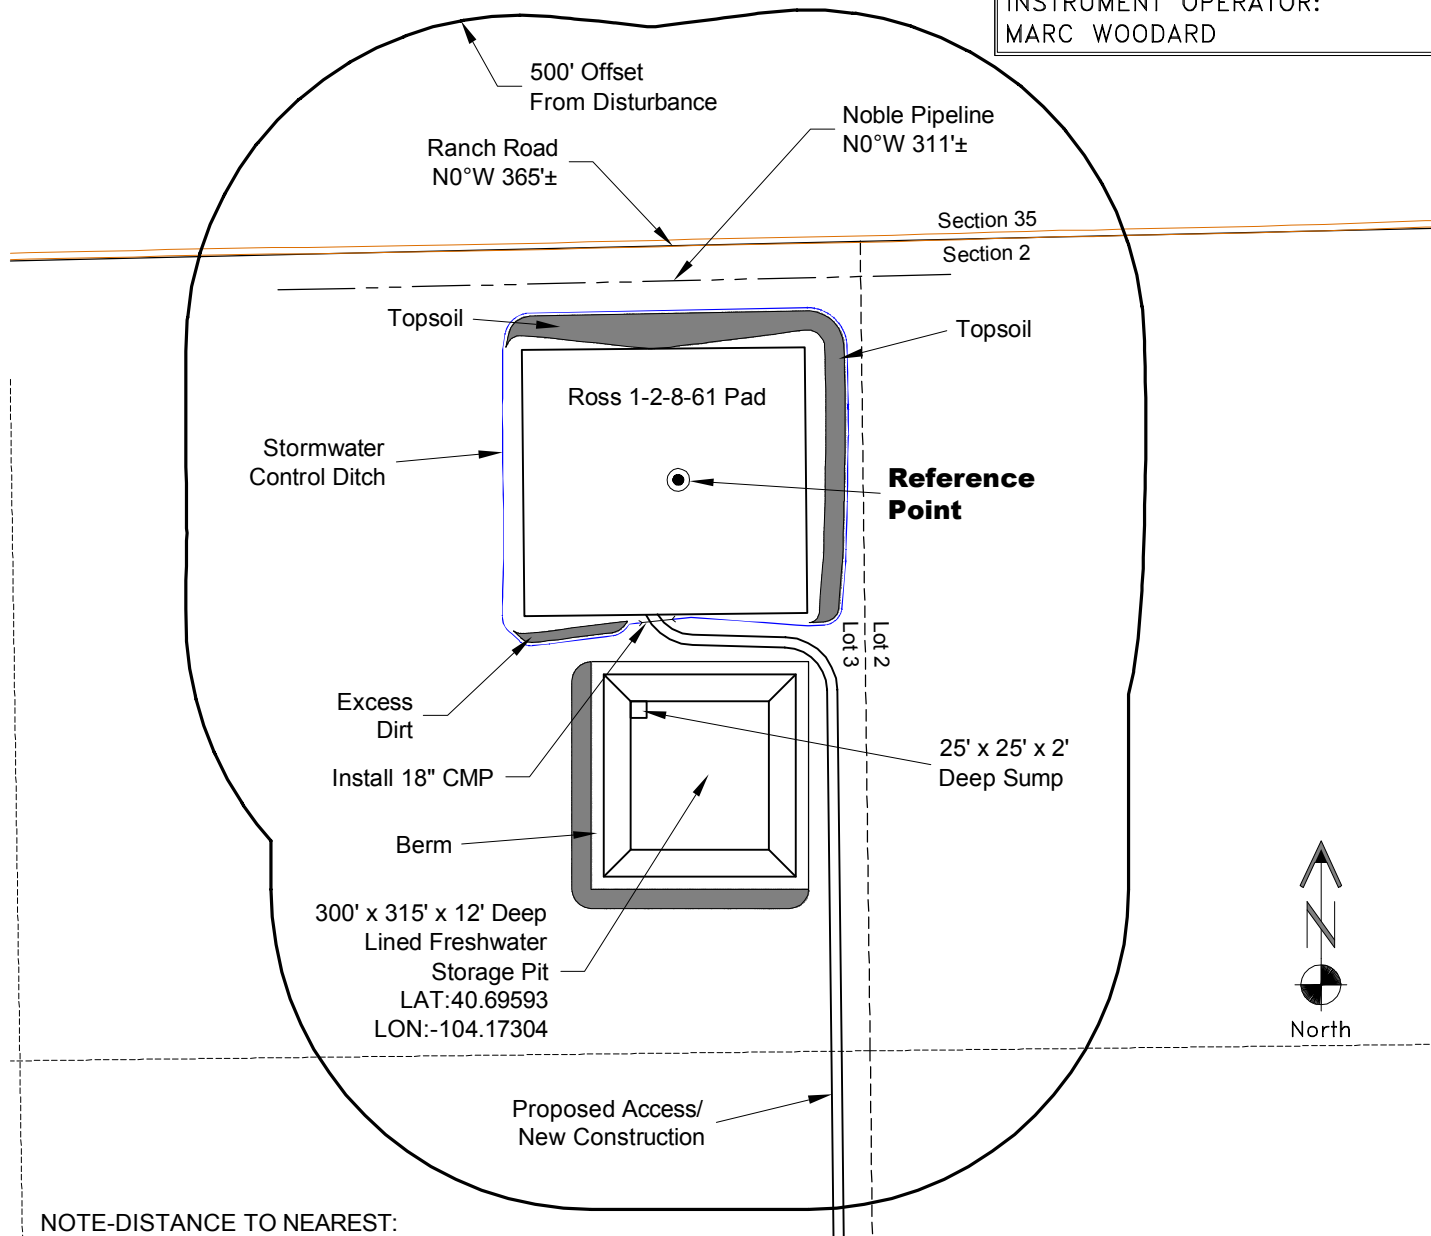 INSTRUMENT OPERATOR:
MARC WOODARD
500' Offset
From Disturbance
Noble Pipeline
N0°W 311'±
Ranch Road
N0°W 365'±
Section 35
Section 2
Topsoil
Topsoil
Ross 1-2-8-61 Pad
Stormwater
Control Ditch
Reference
Point
Lot 3
Lot 2
Excess
Dirt
Install 18" CMP
25' x 25' x 2'
Deep Sump
Berm
300' x 315' x 12' Deep
Lined Freshwater
Storage Pit
LAT:40.69593
LON:-104.17304
N
North
Proposed Access/
New Construction
NOTE-DISTANCE TO NEAREST: